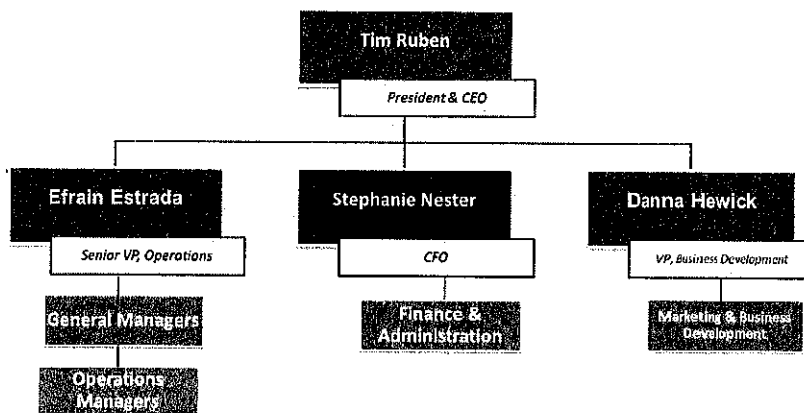 Tim Ruben
President & CEO
Efrain Estrada
Senior VP, Operations
General Managers
Operations
Managers
Stephanie Nester
CFO
Finance &
Administration
Danna Hewick
VP, Business Development
Marketing & Business
Development